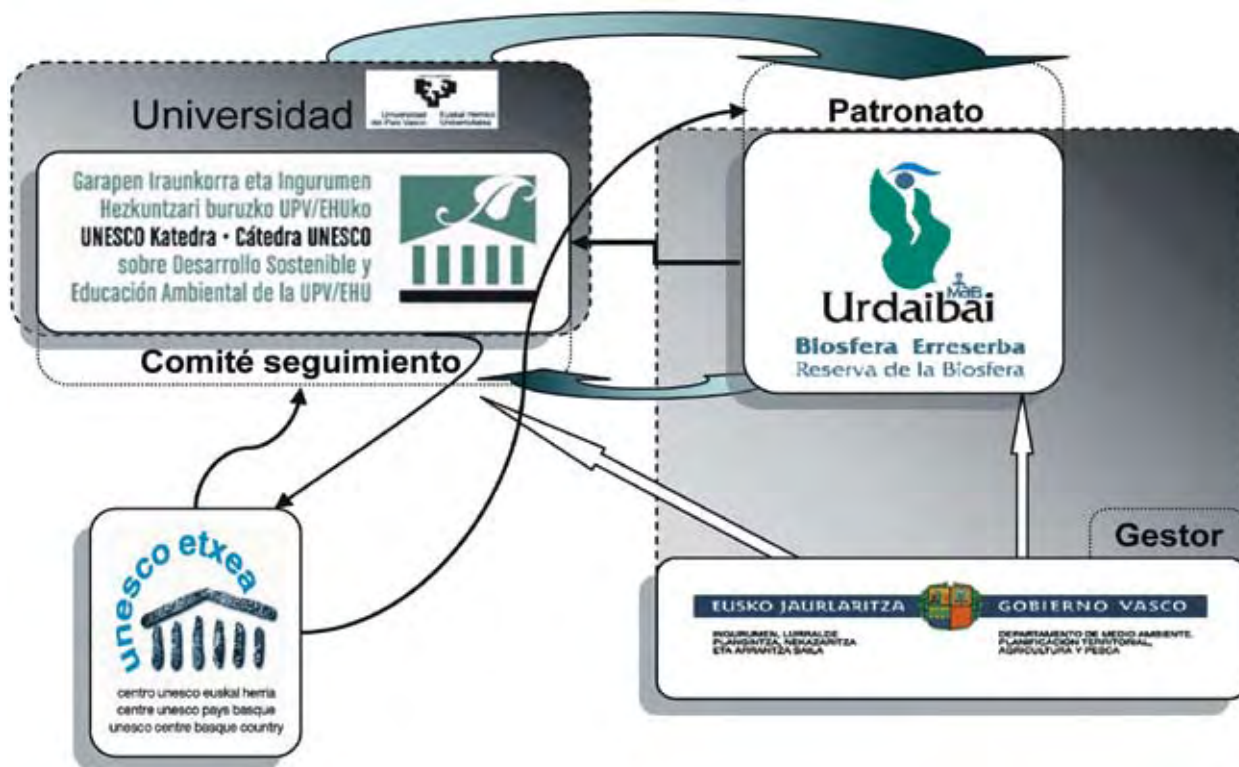 Universidad
Universidad del País Vasco
Euskal Herriko Unibertsitatea
Garapen Iraunkorra eta Ingurumen
Hezkuntzari buruzko UPV/EHUko
UNESCO Katedra • Cátedra UNESCO
sobre Desarrollo Sostenible y
Educación Ambiental de la UPV/EHU
Comité seguimiento
Patronato
MaB
Urdaibai
Biosfera Erreserba
Reserva de la Biosfera
unesco etxea
centro unesco euskal herria
centre unesco pays basque
unesco centre basque country
Gestor
EUSKO JAURLARITZA
GOBIERNO VASCO
INGURUMEN, LURRALDE
PLANGINTZA, NEKAZARITZA
ETA ARRANTZA SAILA
DEPARTAMENTO DE MEDIO AMBIENTE,
PLANIFICACIÓN TERRITORIAL,
AGRICULTURA Y PESCA